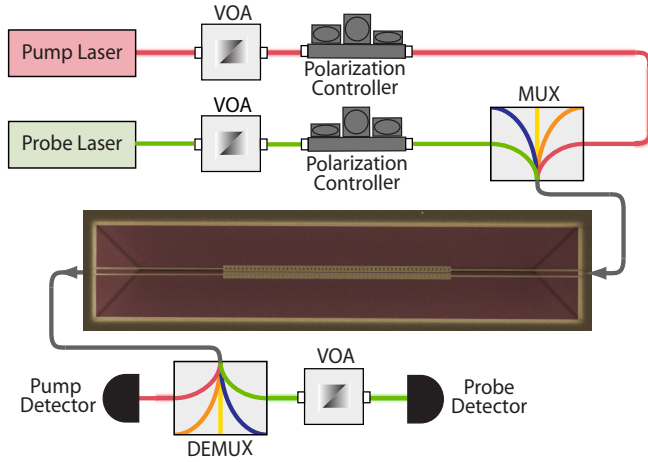 VOA
Pump Laser
Polarization
Controller
VOA
MUX
Probe Laser
Polarization
Controller
VOA
Pump
Detector
Probe
Detector
DEMUX